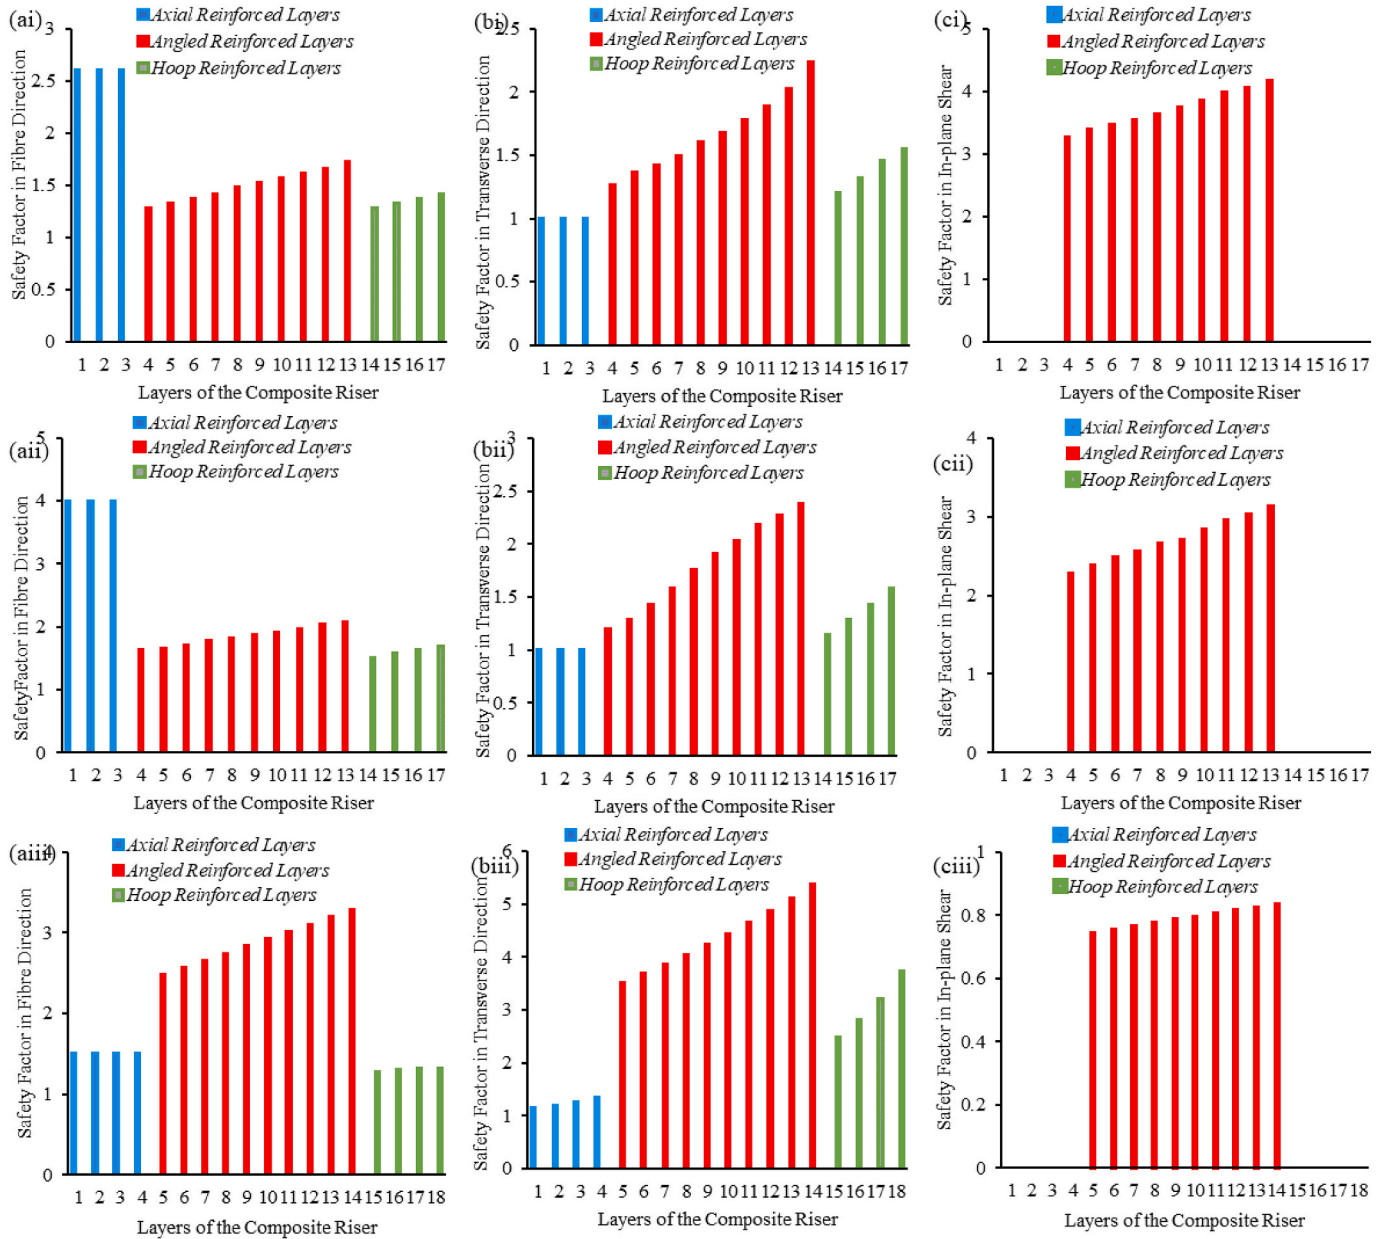 (ai)
Axial Reinforced Layers
Angled Reinforced Layers
Hoop Reinforced Layers
Safety Factor in Fibre Direction
3
2.5
2
1.5
1
0.5
0
1 2 3 4 5 6 7 8 9 10 11 12 13 14 15 16 17
Layers of the Composite Riser
(bi)
Axial Reinforced Layers
Angled Reinforced Layers
Hoop Reinforced Layers
Safety Factor in Transverse Direction
2.5
2
1.5
1
0.5
0
1 2 3 4 5 6 7 8 9 10 11 12 13 14 15 16 17
Layers of the Composite Riser
(ci)
Axial Reinforced Layers
Angled Reinforced Layers
Hoop Reinforced Layers
Safety Factor in In-plane Shear
5
4
3
2
1
0
1 2 3 4 5 6 7 8 9 10 11 12 13 14 15 16 17
Layers of the Composite Riser
(aii)
Axial Reinforced Layers
Angled Reinforced Layers
Hoop Reinforced Layers
SafetyFactor in Fibre Direction
5
4
3
2
1
0
1 2 3 4 5 6 7 8 9 10 11 12 13 14 15 16 17
Layers of the Composite Riser
(bii)
Axial Reinforced Layers
Angled Reinforced Layers
Hoop Reinforced Layers
Safety Factor in Transverse Direction
3
2.5
2
1.5
1
0.5
0
1 2 3 4 5 6 7 8 9 10 11 12 13 14 15 16 17
Layers of the Composite Riser
(cii)
Axial Reinforced Layers
Angled Reinforced Layers
Hoop Reinforced Layers
Safety Factor in In-plane Shear
4
3
2
1
0
1 2 3 4 5 6 7 8 9 10 11 12 13 14 15 16 17
Layers of the Composite Riser
(aiii)
Axial Reinforced Layers
Angled Reinforced Layers
Hoop Reinforced Layers
Safety Factor in Fibre Direction
4
3
2
1
0
1 2 3 4 5 6 7 8 9 10 11 12 13 14 15 16 17 18
Layers of the Composite Riser
(biii)
Axial Reinforced Layers
Angled Reinforced Layers
Hoop Reinforced Layers
Safety Factor in Transverse Direction
6
5
4
3
2
1
0
1 2 3 4 5 6 7 8 9 10 11 12 13 14 15 16 17 18
Layers of the Composite Riser
(ciii)
Axial Reinforced Layers
Angled Reinforced Layers
Hoop Reinforced Layers
Safety Factor in In-plane Shear
1
0.8
0.6
0.4
0.2
0
1 2 3 4 5 6 7 8 9 10 11 12 13 14 15 16 17 18
Layers of the Composite Riser